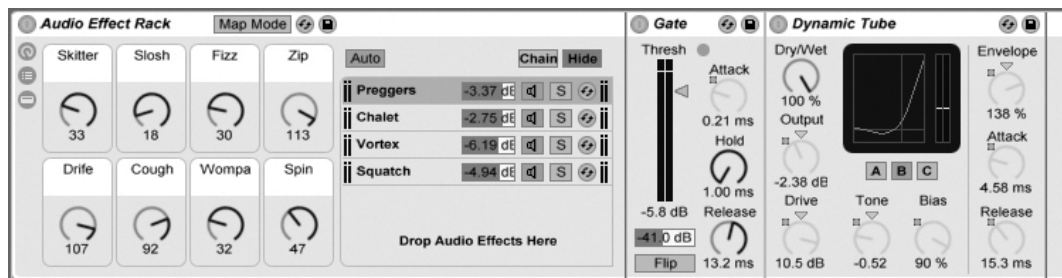 Audio Effect Rack Map Mode
Skitter Slosh Fizz Zip
33 18 30 113
Drife Cough Wompa Spin
107 92 32 47
Auto Chain Hide
Preggers -3.37 dB S
Chalet -2.75 dB S
Vortex -6.19 dB S
Squatch -4.94 dB S
Drop Audio Effects Here
Gate
Thresh
Attack
0.21 ms
Hold
1.00 ms
-5.8 dB Release
-41.0 dB
Flip 13.2 ms
Dynamic Tube
Dry/Wet Envelope
100 % 138 %
Output Attack
-2.38 dB A B C 4.58 ms
Drive Tone Bias Release
10.5 dB -0.52 90 % 15.3 ms